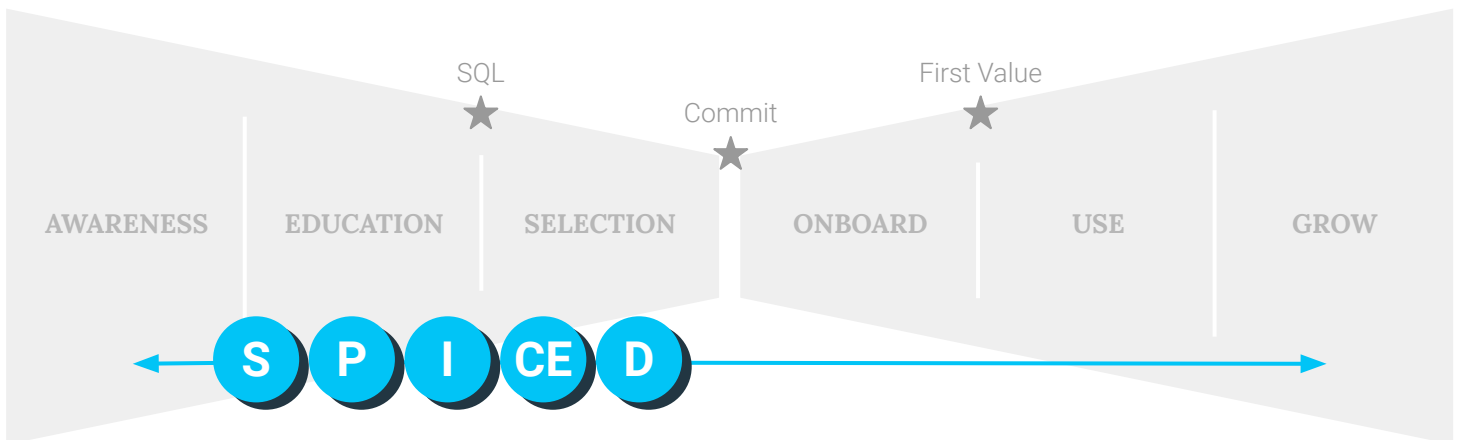 SQL
First Value
Commit
AWARENESS
EDUCATION
SELECTION
ONBOARD
USE
GROW
S
P
I
CE
D